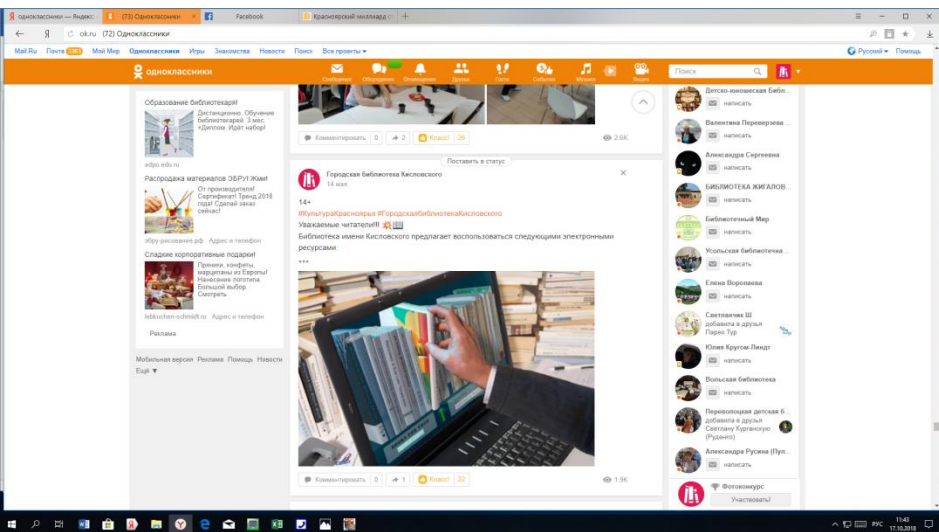 одноклассники — Яндекс
(73) Одноклассники
Facebook
Красноярский миллиард
ok.ru (72) Одноклассники
Mail.Ru Почта Мой Мир Одноклассники Игры Знакомства Новости Поиск Все проекты
Русский Помощь
одноклассники
Сообщения Обсуждения Оповещения Друзья Гости События Музыка Видео
Поиск
Образование библиотекаря!
Дистанционно. Обучение
библиотекарей. 3 мес.
+Диплом. Идёт набор!
adpo.edu.ru
Распродажа материалов ЭБРУ! Жми!
От производителя!
Сертификат! Тренд 2018
года! Сделай заказ
сейчас!
эбру-рисование.рф Адрес и телефон
Сладкие корпоративные подарки!
Пряники, конфеты,
марципаны из Европы!
Нанесение логотипа
Большой выбор.
Смотреть
lebkuchen-schmidt.ru Адрес и телефон
Реклама
Мобильная версия Реклама Помощь Новости
Ещё
Комментировать 0 2 Класс! 26
2.6K
Поставить в статус
Городская библиотека Кисловского
14 мая
14+
#КультураКрасноярья #ГородскаябиблиотекаКисловского
Уважаемые читатели!!!
Библиотека имени Кисловского предлагает воспользоваться следующими электронными
ресурсами
...
Комментировать 0 1 Класс! 22
1.9K
Детско-юношеская Библ...
написать
Валентина Переверзева ...
написать
Александра Сергеевна
написать
БИБЛИОТЕКА ЖИГАЛОВ...
написать
Библиотечный Мир
написать
Усольская библиотечна...
написать
Елена Воропаева
написать
Светланчик Ш
добавила в друзья
Парео Тур
Юлия Кругом-Линдт
написать
Вольская библиотека
написать
Переволоцкая детская б...
добавила в друзья
Светлану Курганскую
(Руденко)
Александра Русина (Пул...
написать
Фотоконкурс
Участвовать!
РУС
11:43
17.10.2018